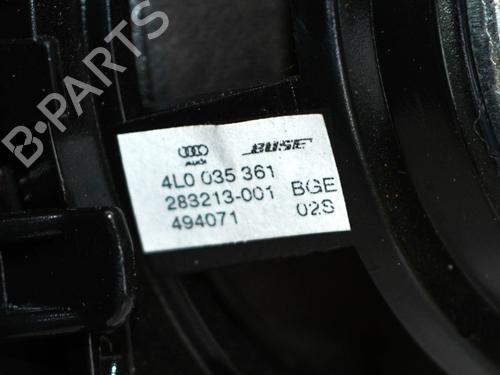 B-PARTS
Audi BOSE
4L0 035 361
283213-001 BGE
494071 02S